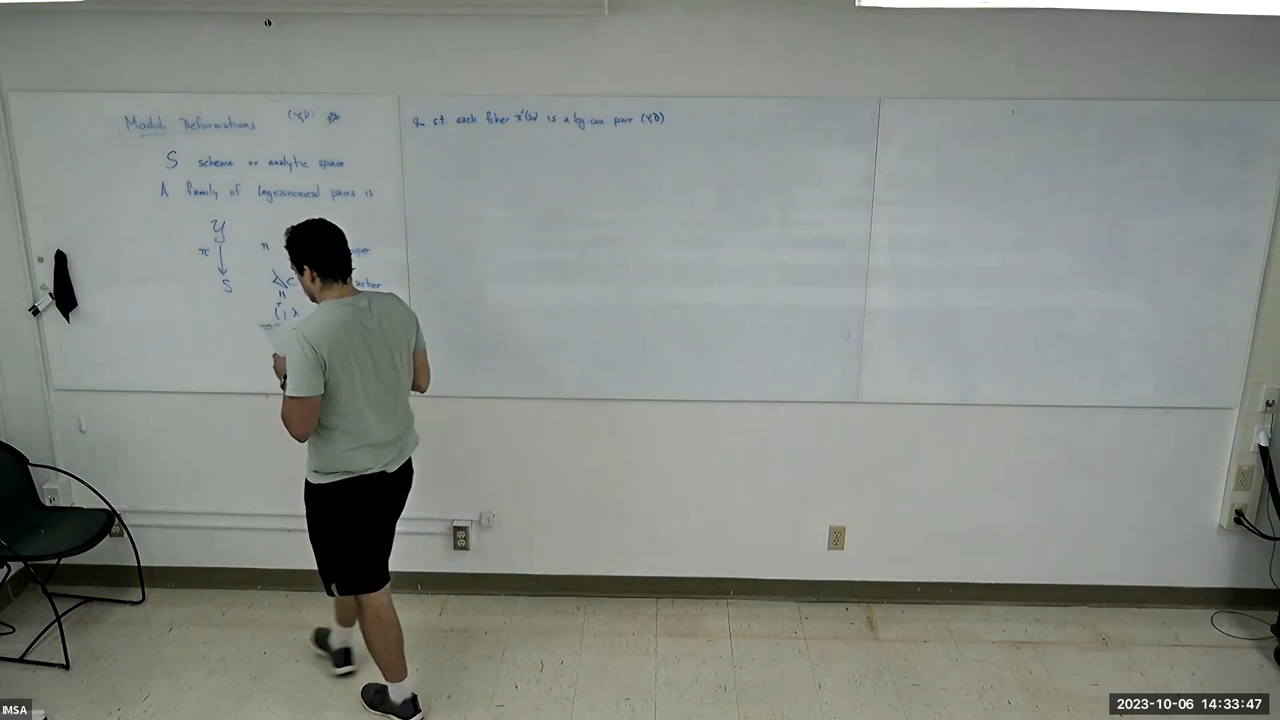 Moduli Deformations (Y,D)
S scheme or analytic space
A family of logcanonical pairs is
Y
π π
S
st. each fiber π⁻¹(s) is a log can. pair (Y,D)
IMSA
2023-10-06 14:33:47